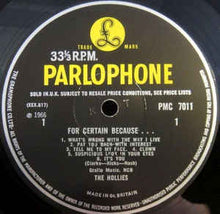 TRADE MARK
33⅓ R.P.M.
PARLOPHONE
SOLD IN U.K. SUBJECT TO RESALE PRICE CONDITIONS, SEE PRICE LISTS
(XEX.617)
PMC 7011
℗ 1966
1
1
FOR CERTAIN BECAUSE . . .
1. WHAT'S WRONG WITH THE WAY I LIVE
2. PAY YOU BACK WITH INTEREST
3. TELL ME TO MY FACE 4. CLOWN
5. SUSPICIOUS LOOK IN YOUR EYES
6. IT'S YOU
(Clarke—Hicks—Nash)
Gralto Music, NCB
THE HOLLIES
MADE IN GT. BRITAIN